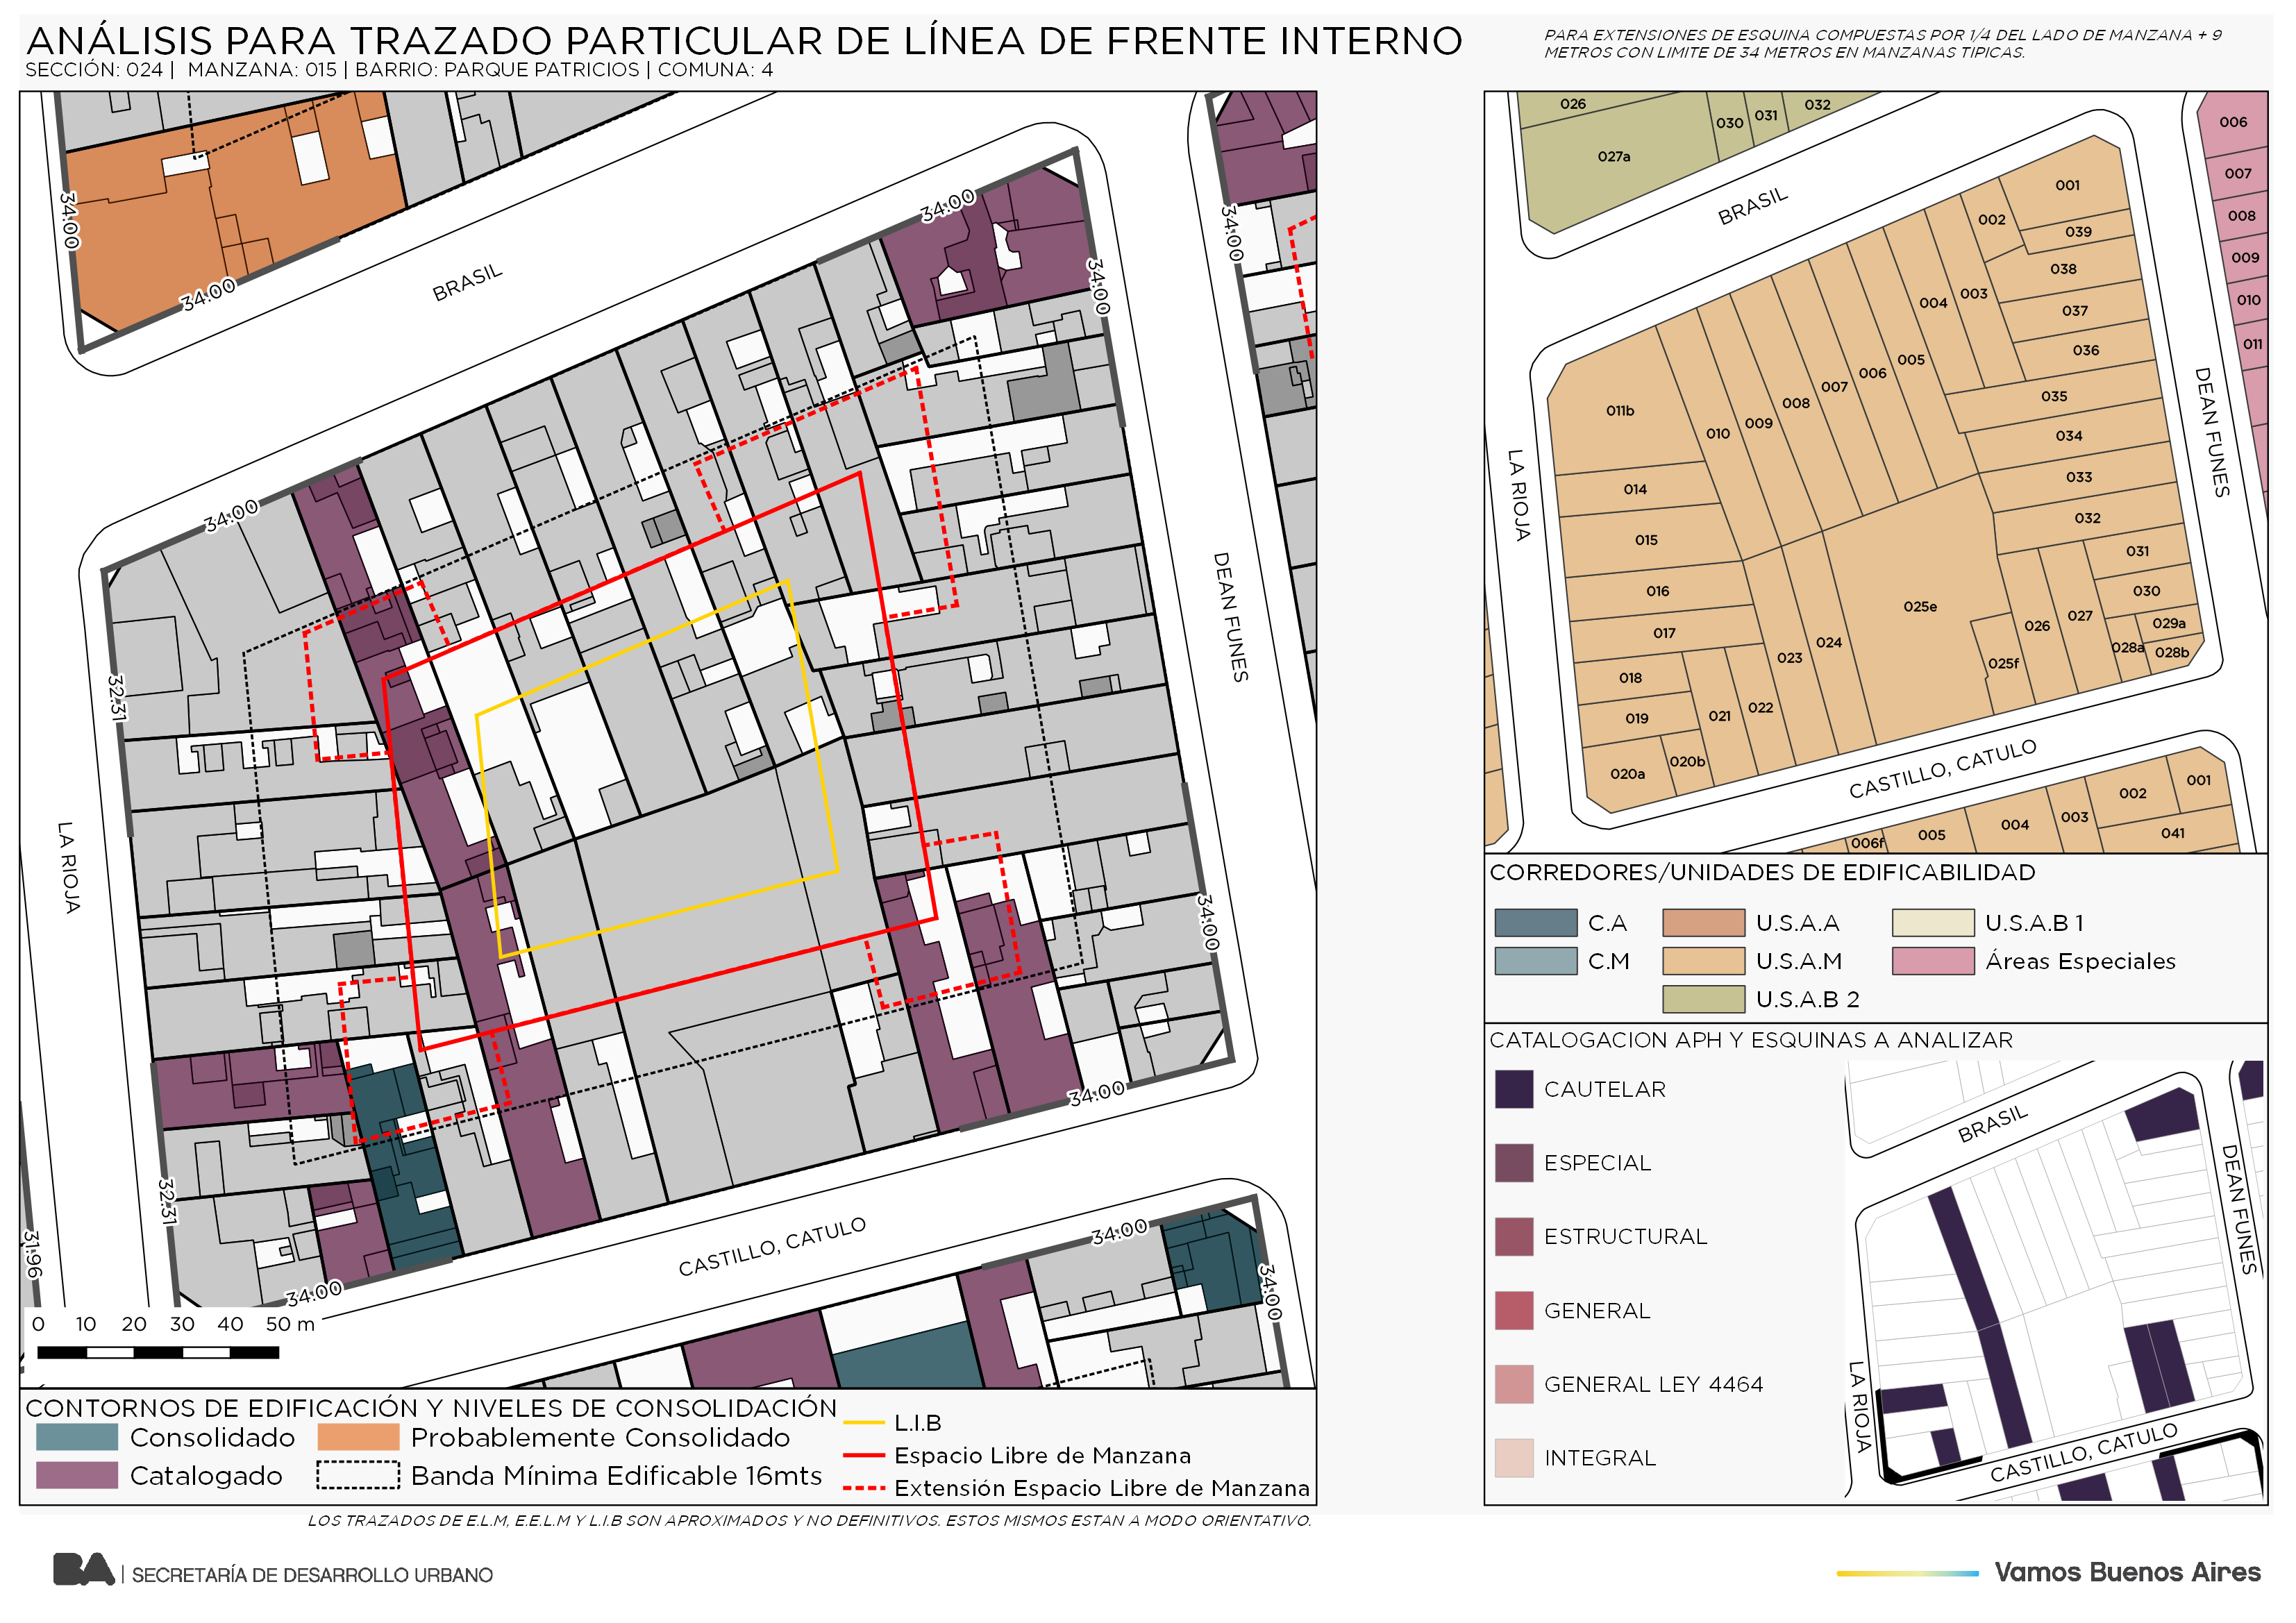 ANÁLISIS PARA TRAZADO PARTICULAR DE LÍNEA DE FRENTE INTERNO
SECCIÓN: 024 | MANZANA: 015 | BARRIO: PARQUE PATRICIOS | COMUNA: 4
PARA EXTENSIONES DE ESQUINA COMPUESTAS POR 1/4 DEL LADO DE MANZANA + 9
METROS CON LIMITE DE 34 METROS EN MANZANAS TIPICAS.
34.00
34.00
BRASIL
34.00
34.00
34.00
34.00
32.31
DEAN FUNES
LA RIOJA
34.00
34.00
32.31
34.00
31.96
CASTILLO, CATULO
34.00
34.00
0 10 20 30 40 50 m
CONTORNOS DE EDIFICACIÓN Y NIVELES DE CONSOLIDACIÓN
Consolidado
Probablemente Consolidado
Catalogado
Banda Mínima Edificable 16mts
L.I.B
Espacio Libre de Manzana
Extensión Espacio Libre de Manzana
LOS TRAZADOS DE E.L.M, E.E.L.M Y L.I.B SON APROXIMADOS Y NO DEFINITIVOS. ESTOS MISMOS ESTAN A MODO ORIENTATIVO.
026
030
031
032
027a
BRASIL
006
007
008
009
010
011
001
002
039
038
003
004
037
036
005
006
007
008
009
010
011b
035
034
033
032
031
030
029a
028a
028b
027
026
025f
025e
024
023
022
021
020b
020a
019
018
017
016
015
014
LA RIOJA
DEAN FUNES
CASTILLO, CATULO
001
002
003
004
005
006f
041
CORREDORES/UNIDADES DE EDIFICABILIDAD
C.A
U.S.A.A
U.S.A.B 1
C.M
U.S.A.M
Áreas Especiales
U.S.A.B 2
CATALOGACION APH Y ESQUINAS A ANALIZAR
CAUTELAR
ESPECIAL
ESTRUCTURAL
GENERAL
GENERAL LEY 4464
INTEGRAL
BRASIL
DEAN FUNES
LA RIOJA
CASTILLO, CATULO
BA | SECRETARÍA DE DESARROLLO URBANO
Vamos Buenos Aires